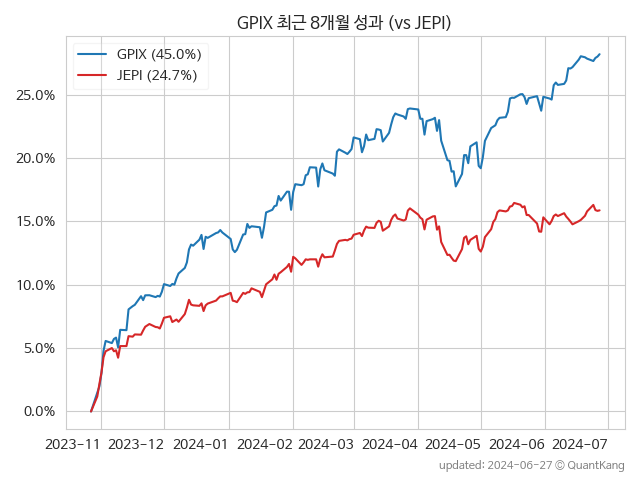 GPIX 최근 8개월 성과 (vs JEPI)
GPIX (45.0%)
JEPI (24.7%)
25.0%
20.0%
15.0%
10.0%
5.0%
0.0%
2023-11 2023-12 2024-01 2024-02 2024-03 2024-04 2024-05 2024-06 2024-07
updated: 2024-06-27 @ QuantKang